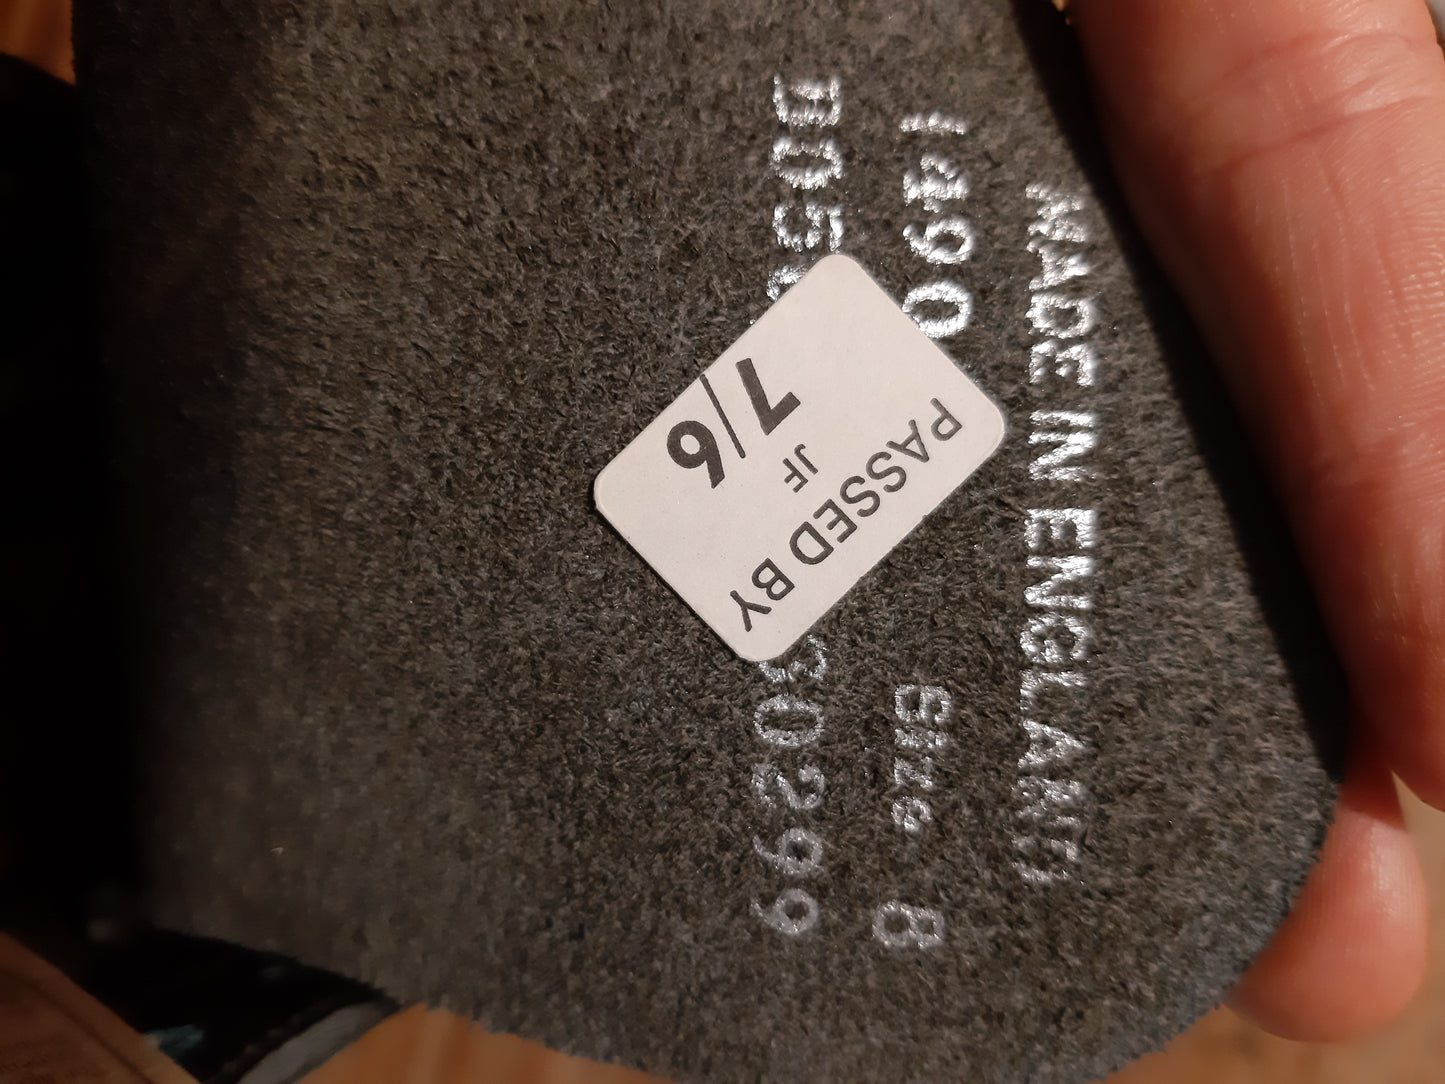 MADE IN ENGLAND
1490 Size 8
PASSED BY
JF
7/6